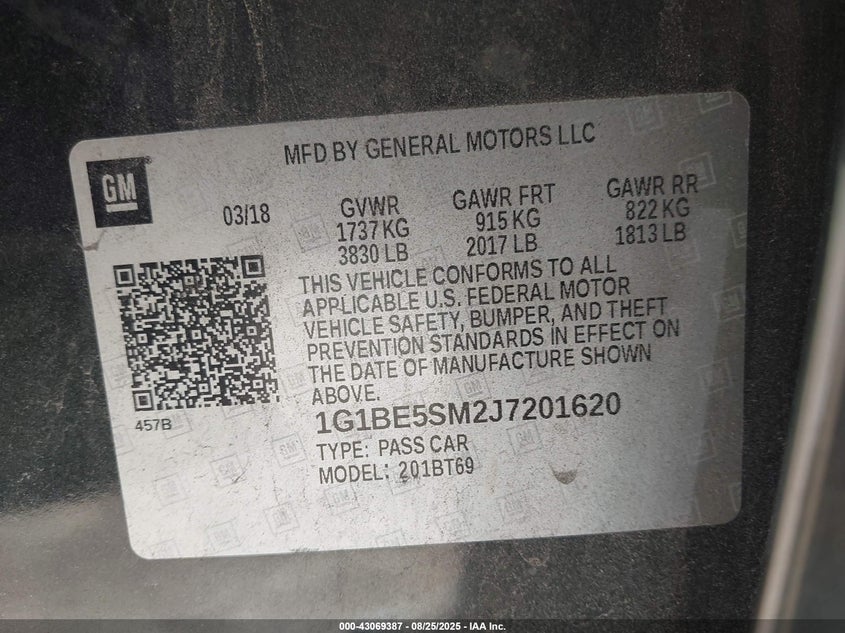 MFD BY GENERAL MOTORS LLC
GM
03/18
GVWR
1737 KG
3830 LB
GAWR FRT
915 KG
2017 LB
GAWR RR
822 KG
1813 LB
THIS VEHICLE CONFORMS TO ALL
APPLICABLE U.S. FEDERAL MOTOR
VEHICLE SAFETY, BUMPER, AND THEFT
PREVENTION STANDARDS IN EFFECT ON
THE DATE OF MANUFACTURE SHOWN
ABOVE.
457B
1G1BE5SM2J7201620
TYPE: PASS CAR
MODEL: 201BT69
000-43069387 - 08/25/2025 - IAA Inc.